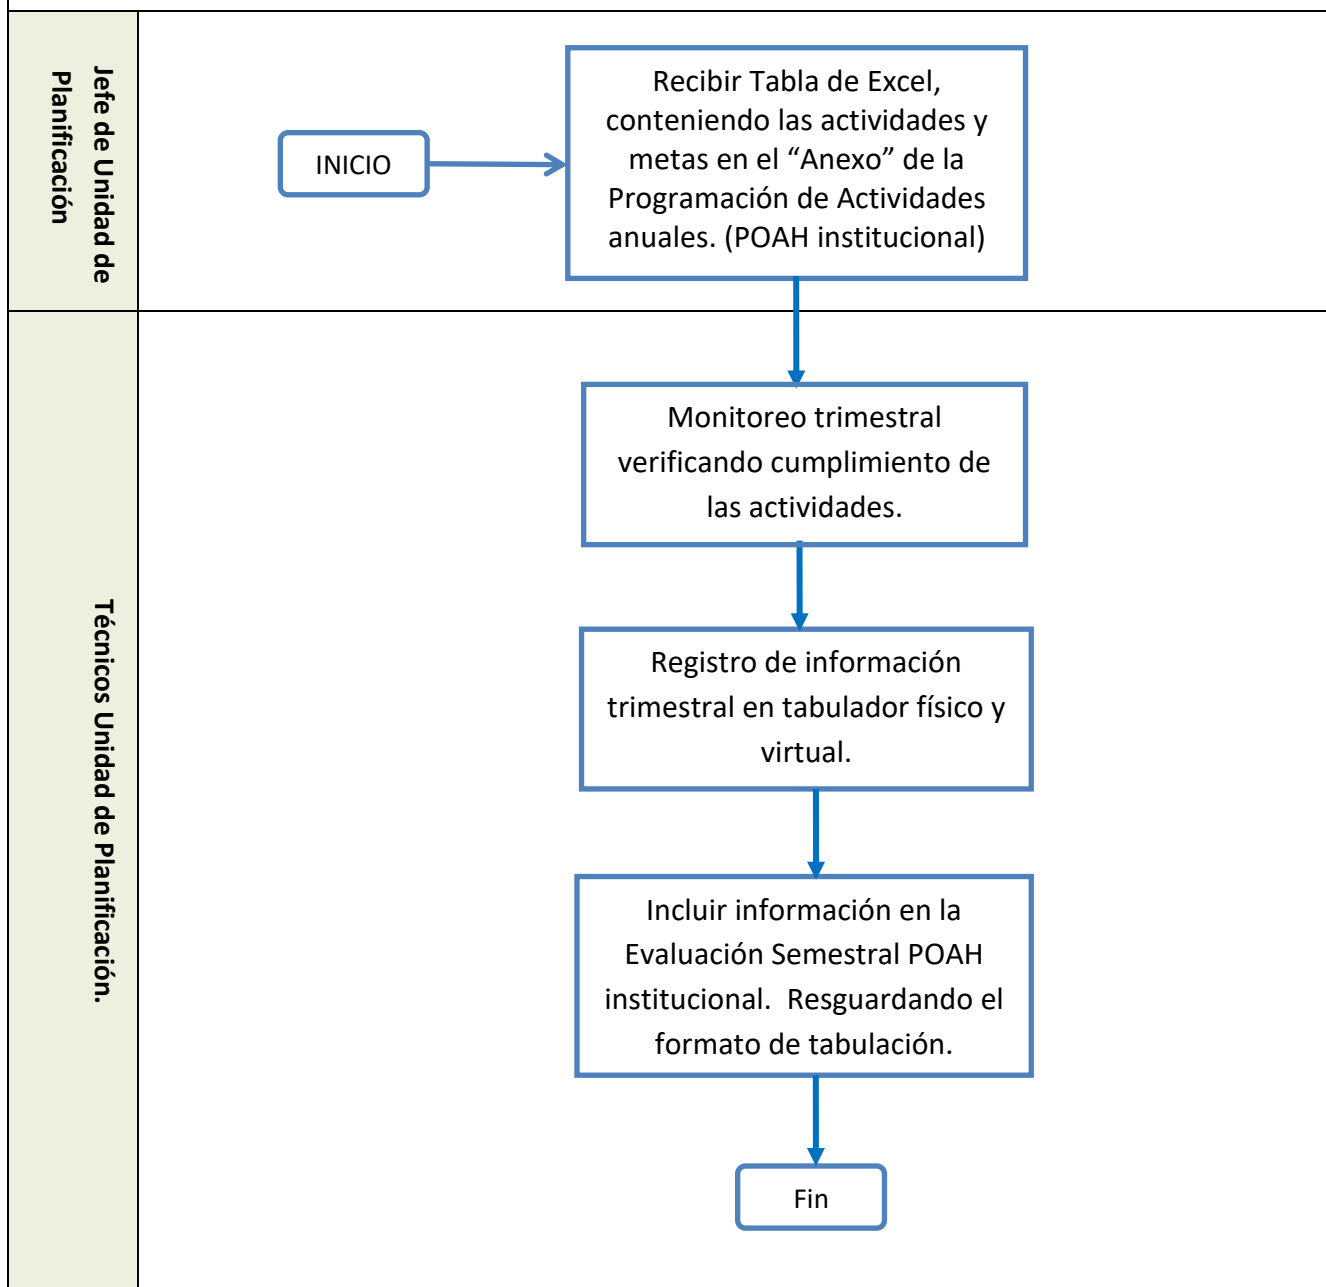 Jefe de Unidad de
Planificación
INICIO
Recibir Tabla de Excel,
conteniendo las actividades y
metas en el “Anexo” de la
Programación de Actividades
anuales. (POAH institucional)
Técnicos Unidad de Planificación.
Monitoreo trimestral
verificando cumplimiento de
las actividades.
Registro de información
trimestral en tabulador físico y
virtual.
Incluir información en la
Evaluación Semestral POAH
institucional.  Resguardando el
formato de tabulación.
Fin